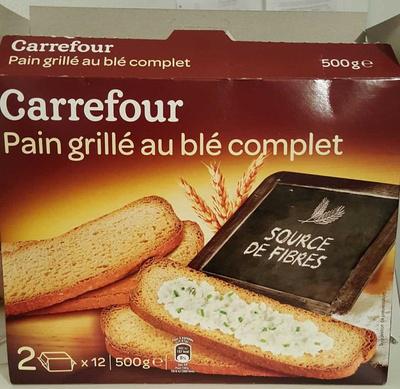 Carrefour
Pain grillé au blé complet
500g℮
Carrefour
Pain grillé au blé complet
SOURCE
DE FIBRES
2 x 12 500g℮